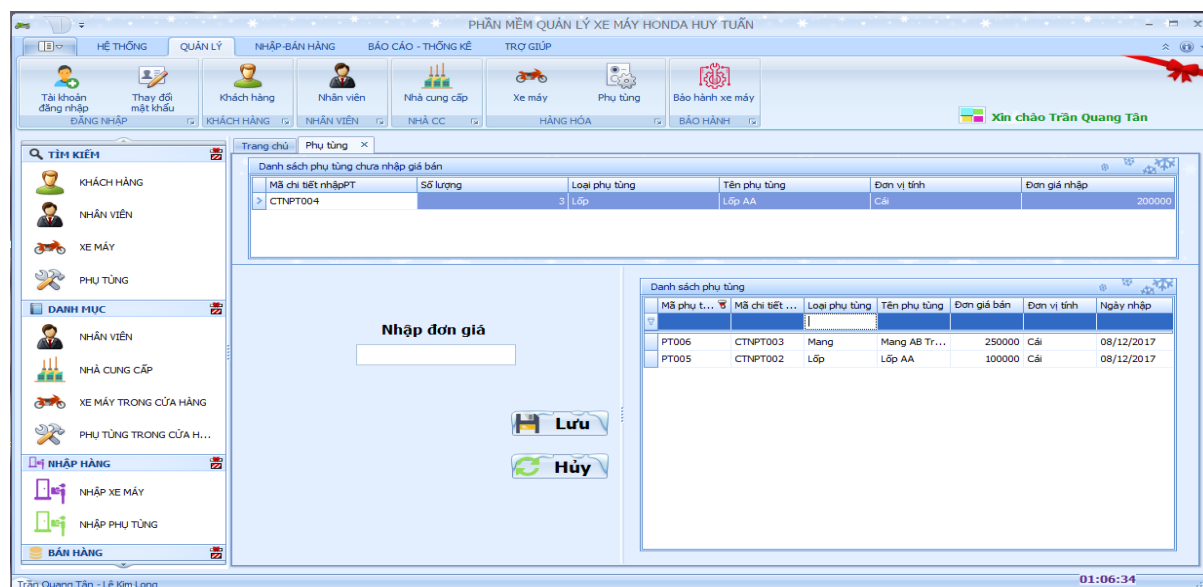 PHẦN MỀM QUẢN LÝ XE MÁY HONDA HUY TUẤN
HỆ THỐNG QUẢN LÝ NHẬP-BÁN HÀNG BÁO CÁO - THỐNG KÊ TRỢ GIÚP
Tài khoản đăng nhập Thay đổi mật khẩu Khách hàng Nhân viên Nhà cung cấp Xe máy Phụ tùng Bảo hành xe máy
ĐĂNG NHẬP KHÁCH HÀNG NHÂN VIÊN NHÀ CC HÀNG HÓA BẢO HÀNH
Xin chào Trần Quang Tân
TÌM KIẾM
KHÁCH HÀNG
NHÂN VIÊN
XE MÁY
PHỤ TÙNG
DANH MỤC
NHÂN VIÊN
NHÀ CUNG CẤP
XE MÁY TRONG CỬA HÀNG
PHỤ TÙNG TRONG CỬA H...
NHẬP HÀNG
NHẬP XE MÁY
NHẬP PHỤ TÙNG
BÁN HÀNG
Trang chủ Phụ tùng
Danh sách phụ tùng chưa nhập giá bán
Mã chi tiết nhậpPT Số lượng Loại phụ tùng Tên phụ tùng Đơn vị tính Đơn giá nhập
CTNPT004 3 Lốp Lốp AA Cái 200000
Nhập đơn giá
Lưu
Hủy
Danh sách phụ tùng
Mã phụ t... Mã chi tiết ... Loại phụ tùng Tên phụ tùng Đơn giá bán Đơn vị tính Ngày nhập
PT006 CTNPT003 Mang Mang AB Tr... 250000 Cái 08/12/2017
PT005 CTNPT002 Lốp Lốp AA 100000 Cái 08/12/2017
Trần Quang Tân - Lê Kim Long
01:06:34